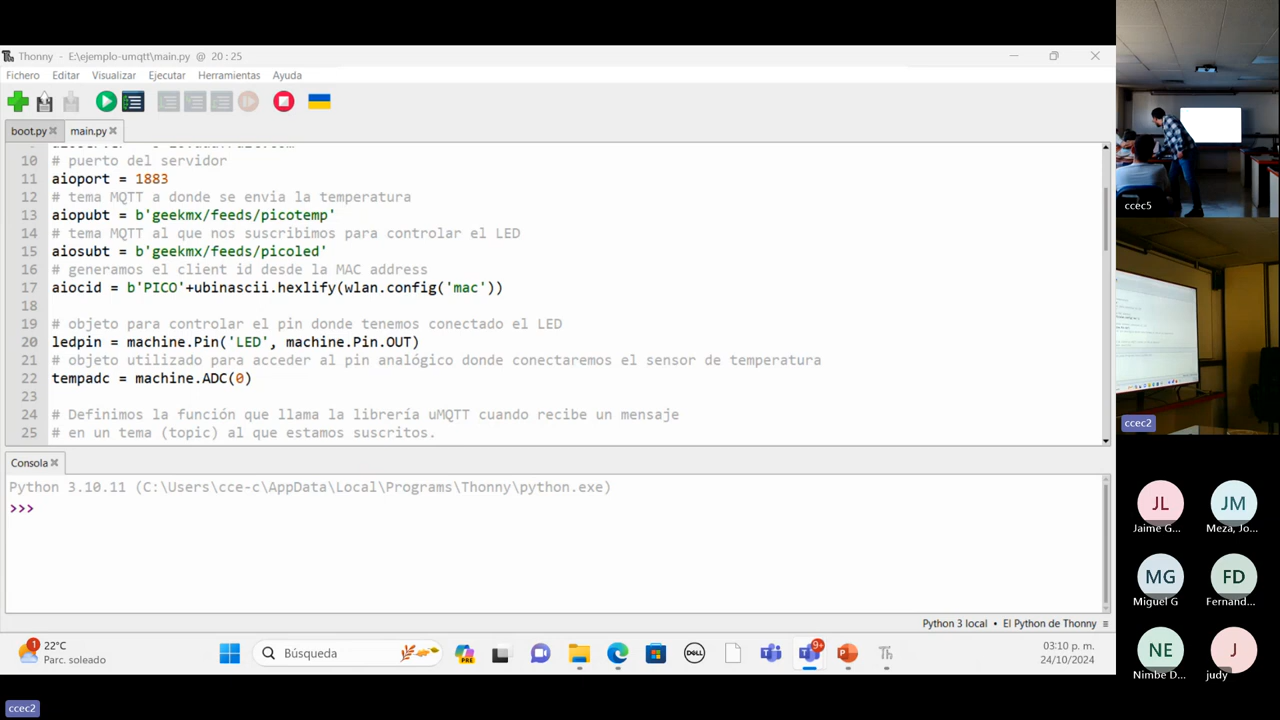 Thonny - E:\ejemplo-umqtt\main.py @ 20 : 25
Fichero Editar Visualizar Ejecutar Herramientas Ayuda
boot.py
main.py
10 # puerto del servidor
11 aioport = 1883
12 # tema MQTT a donde se envia la temperatura
13 aiopubt = b'geekmx/feeds/picotemp'
14 # tema MQTT al que nos suscribimos para controlar el LED
15 aiosubt = b'geekmx/feeds/picoled'
16 # generamos el client id desde la MAC address
17 aiocid = b'PICO'+ubinascii.hexlify(wlan.config('mac'))
18
19 # objeto para controlar el pin donde tenemos conectado el LED
20 ledpin = machine.Pin('LED', machine.Pin.OUT)
21 # objeto utilizado para acceder al pin analógico donde conectaremos el sensor de temperatura
22 tempadc = machine.ADC(0)
23
24 # Definimos la función que llama la librería uMQTT cuando recibe un mensaje
25 # en un tema (topic) al que estamos suscritos.
Consola
Python 3.10.11 (C:\Users\cce-c\AppData\Local\Programs\Thonny\python.exe)
>>>
Python 3 local • El Python de Thonny ≡
1
22°C
Parc. soleado
Búsqueda
PRE
DELL
9+
Th
03:10 p. m.
24/10/2024
ccec2
ccec5
ccec2
JL
Jaime G...
JM
Meza, Jo...
MG
Miguel G
FD
Fernand...
NE
Nimbe D...
J
judy